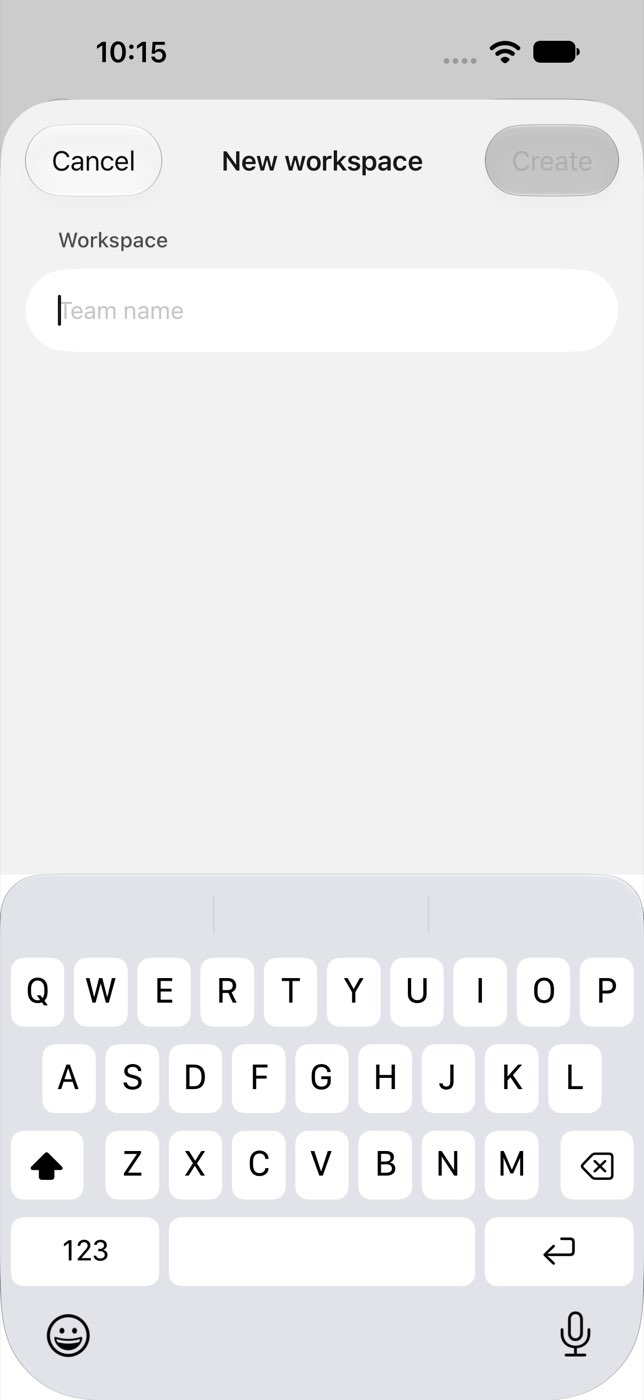 10:15
Cancel New workspace Create
Workspace
Team name
Q W E R T Y U I O P
A S D F G H J K L
Z X C V B N M
123